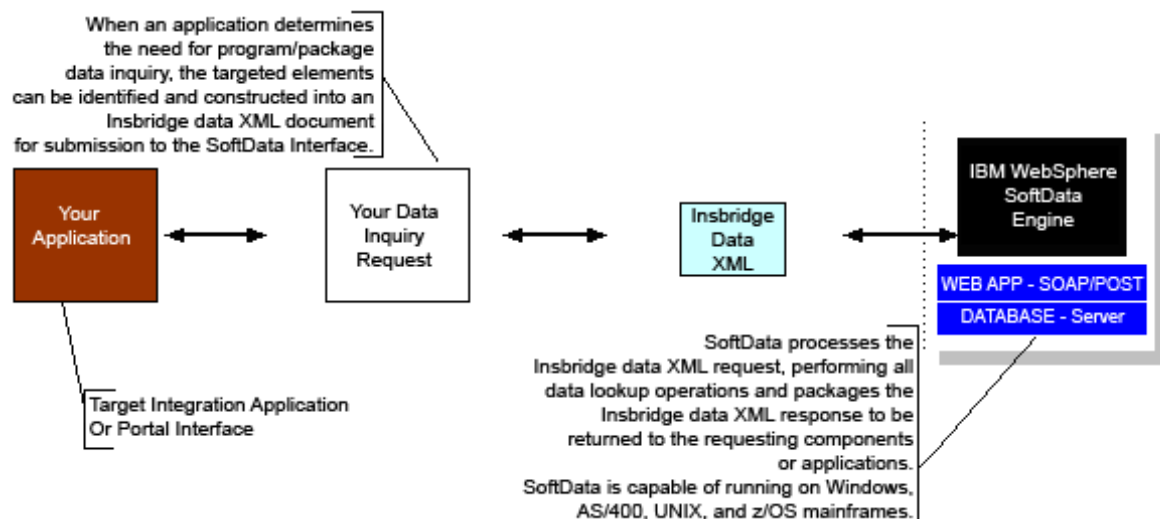 When an application determines
the need for program/package
data inquiry, the targeted elements
can be identified and constructed into an
Insbridge data XML document
for submission to the SoftData Interface.
Your
Application
Your Data
Inquiry
Request
Insbridge
Data
XML
IBM WebSphere
SoftData
Engine
WEB APP - SOAP/POST
DATABASE - Server
Target Integration Application
Or Portal Interface
SoftData processes the
Insbridge data XML request, performing all
data lookup operations and packages the
Insbridge data XML response to be
returned to the requesting components
or applications.
SoftData is capable of running on Windows,
AS/400, UNIX, and z/OS mainframes.